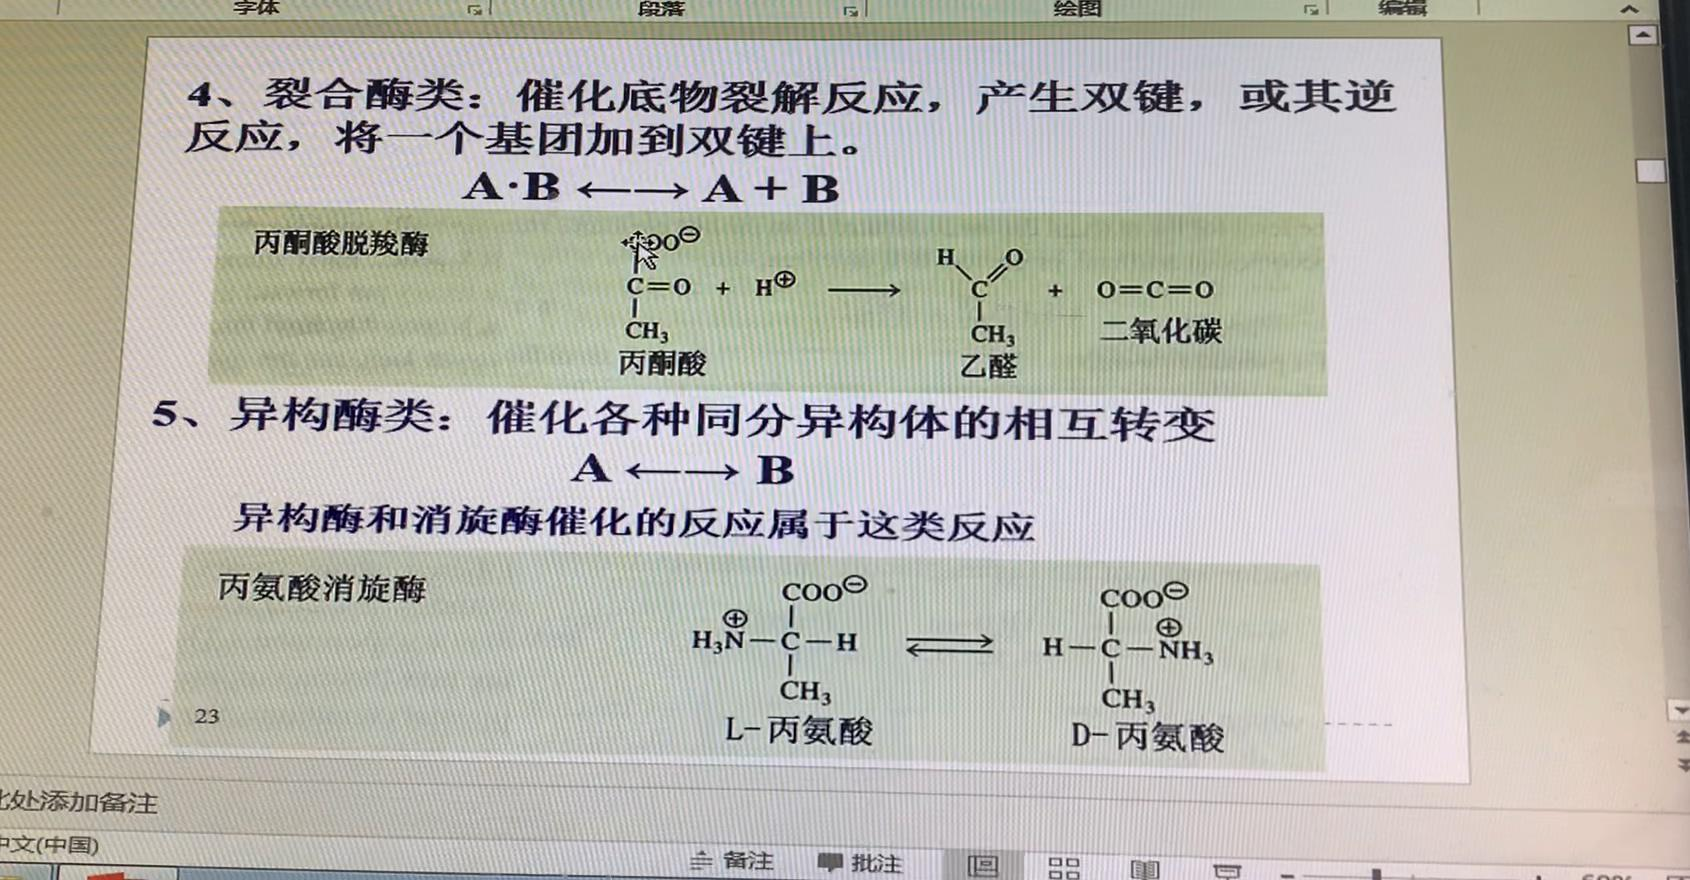 字体 段落 绘图 编辑
4、裂合酶类：催化底物裂解反应，产生双键，或其逆
反应，将一个基团加到双键上。
A·B ←→ A + B
丙酮酸脱羧酶
OO⊖
C=O + H⊕ → H C O + O=C=O
CH₃ CH₃ 二氧化碳
丙酮酸 乙醛
5、异构酶类：催化各种同分异构体的相互转变
A ←→ B
异构酶和消旋酶催化的反应属于这类反应
丙氨酸消旋酶
COO⊖ COO⊖
⊕ ⊕
H₃N—C—H ⇌ H—C—NH₃
CH₃ CH₃
L-丙氨酸 D-丙氨酸
23
此处添加备注
中文(中国)
备注 批注